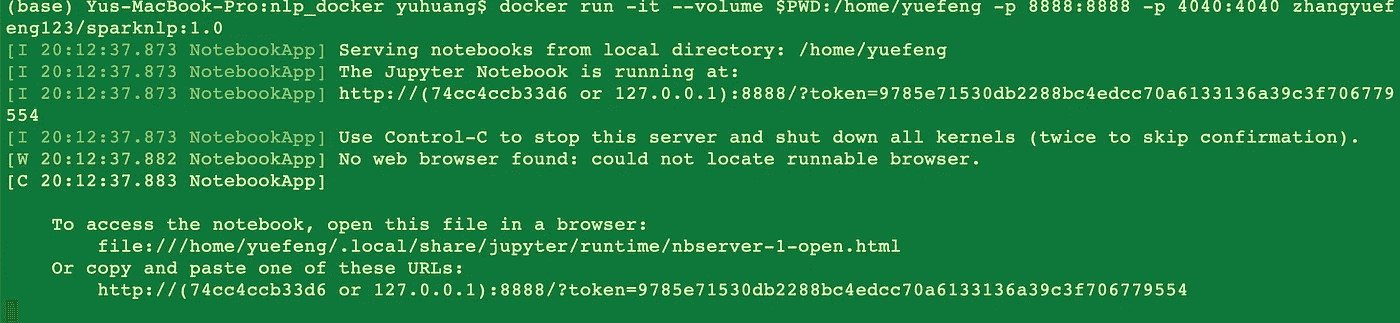 (base) Yus-MacBook-Pro:nlp_docker yuhuang$ docker run -it --volume $PWD:/home/yuefeng -p 8888:8888 -p 4040:4040 zhangyuef
eng123/sparknlp:1.0
[I 20:12:37.873 NotebookApp] Serving notebooks from local directory: /home/yuefeng
[I 20:12:37.873 NotebookApp] The Jupyter Notebook is running at:
[I 20:12:37.873 NotebookApp] http://(74cc4ccb33d6 or 127.0.0.1):8888/?token=9785e71530db2288bc4edcc70a6133136a39c3f706779
554
[I 20:12:37.873 NotebookApp] Use Control-C to stop this server and shut down all kernels (twice to skip confirmation).
[W 20:12:37.882 NotebookApp] No web browser found: could not locate runnable browser.
[C 20:12:37.883 NotebookApp]
To access the notebook, open this file in a browser:
file:///home/yuefeng/.local/share/jupyter/runtime/nbserver-1-open.html
Or copy and paste one of these URLs:
http://(74cc4ccb33d6 or 127.0.0.1):8888/?token=9785e71530db2288bc4edcc70a6133136a39c3f706779554